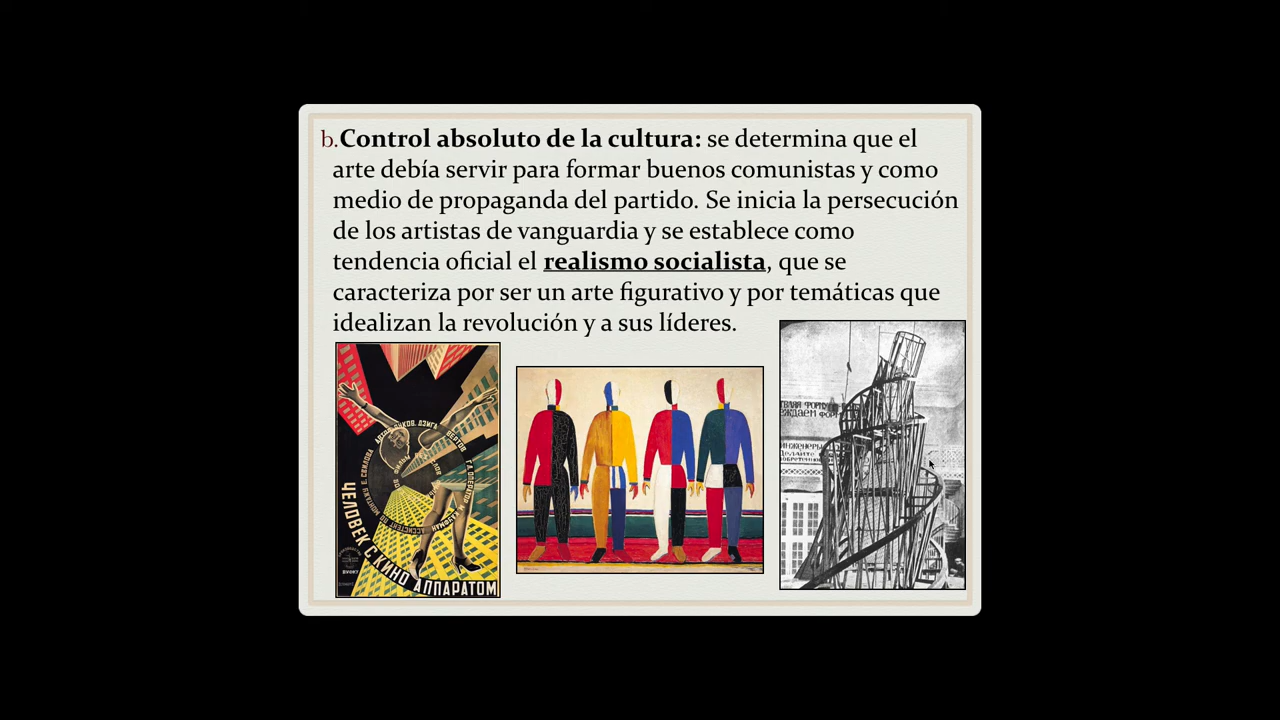 b.Control absoluto de la cultura: se determina que el
arte debía servir para formar buenos comunistas y como
medio de propaganda del partido. Se inicia la persecución
de los artistas de vanguardia y se establece como
tendencia oficial el realismo socialista, que se
caracteriza por ser un arte figurativo y por temáticas que
idealizan la revolución y a sus líderes.
ЧЕЛОВЕК С КИНО АППАРАТОМ
ИНЖЕНЕРЫ